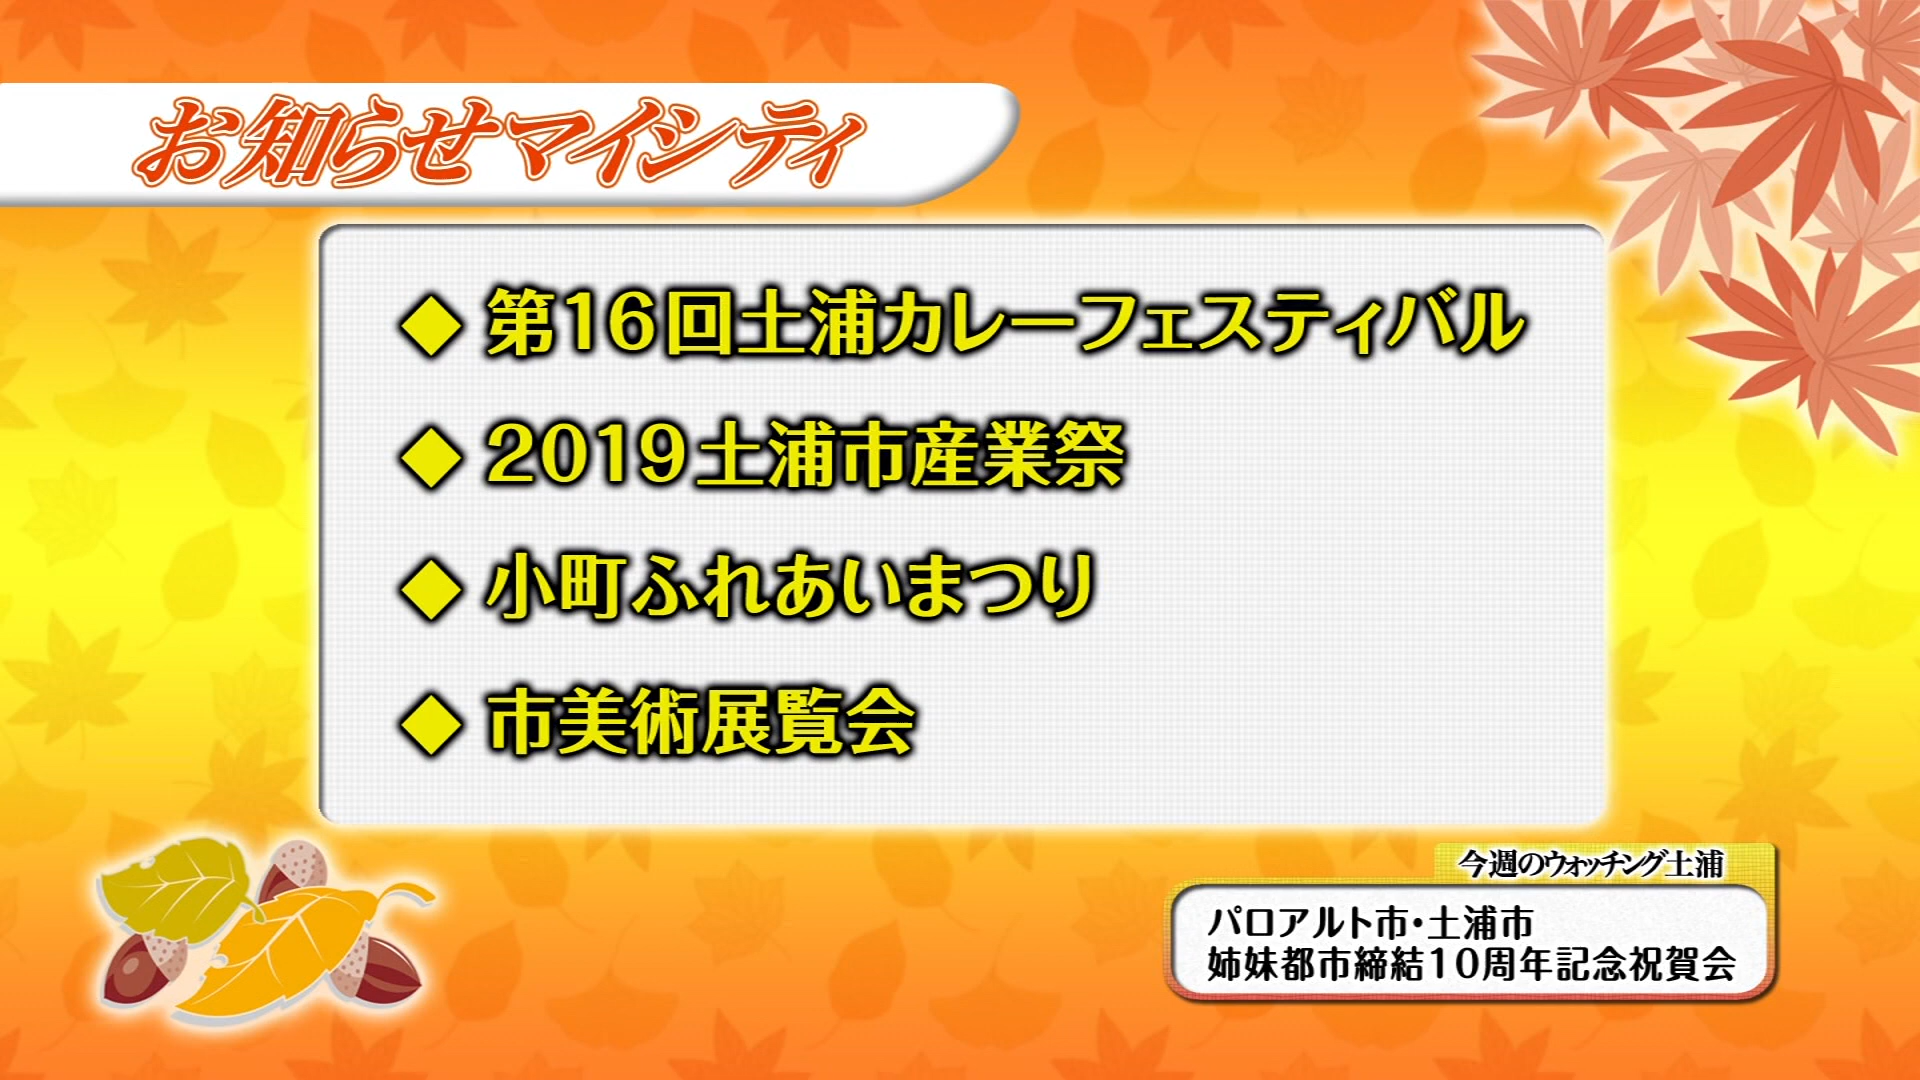 お知らせマイシティ
◆ 第16回土浦カレーフェスティバル
◆ 2019土浦市産業祭
◆ 小町ふれあいまつり
◆ 市美術展覧会
今週のウォッチング土浦
パロアルト市・土浦市
姉妹都市締結10周年記念祝賀会